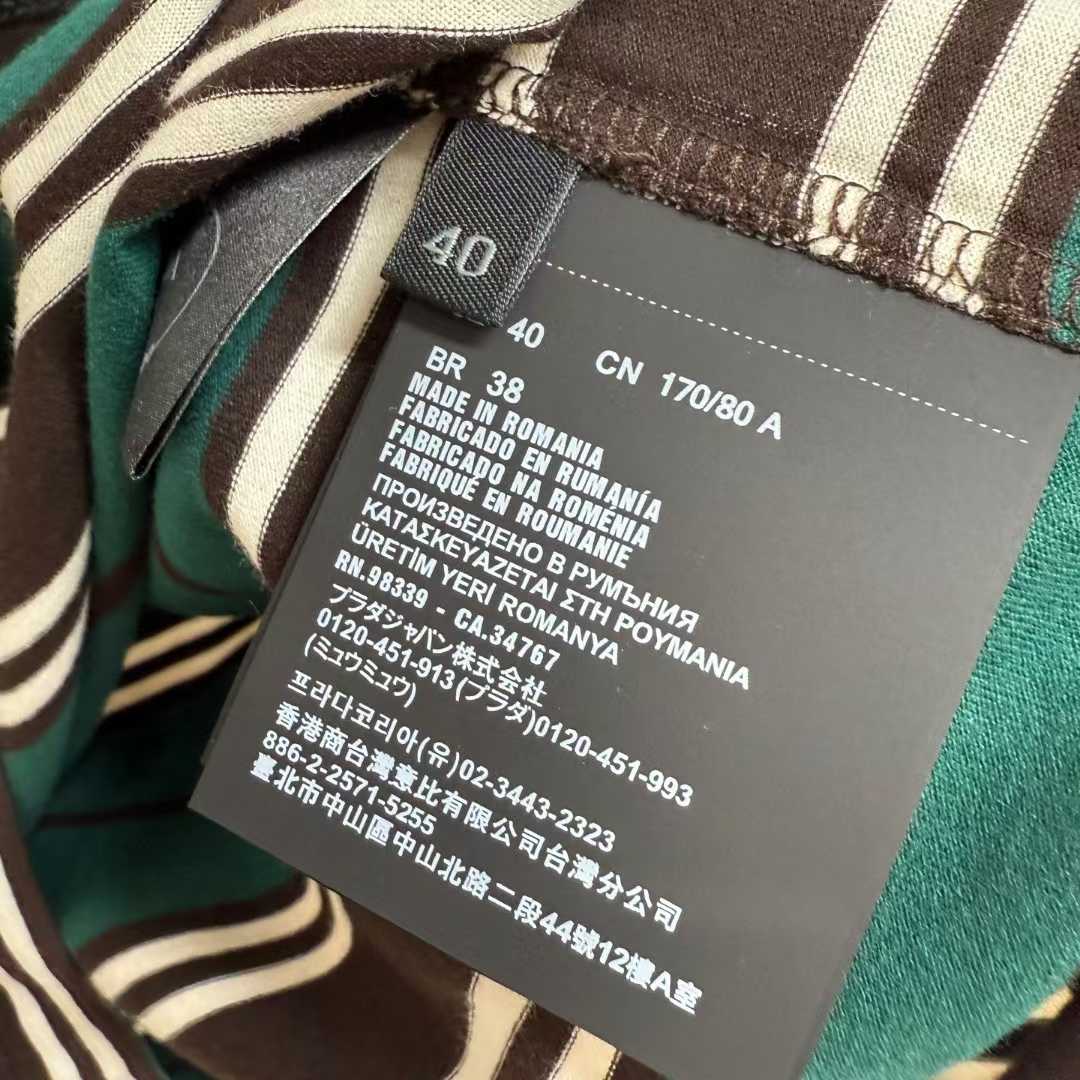 40
40 CN 170/80 A
BR 38
MADE IN ROMANIA
FABRICADO EN RUMANÍA
FABRICADO NA ROMÉNIA
FABRIQUÉ EN ROUMANIE
ПРОИЗВЕДЕНО В РУМЪНИЯ
ΚΑΤΑΣΚΕΥΑΖΕΤΑΙ ΣΤΗ ΡΟΥΜΑΝΙΑ
ÜRETİM YERİ ROMANYA
RN.98339 - CA.34767
プラダジャパン株式会社
0120-451-913(プラダ)0120-451-993
(ミュウミュウ)
프라다코리아(유)02-3443-2323
香港商台灣意比有限公司台灣分公司
886-2-2571-5255
臺北市中山區中山北路二段44號12樓A室